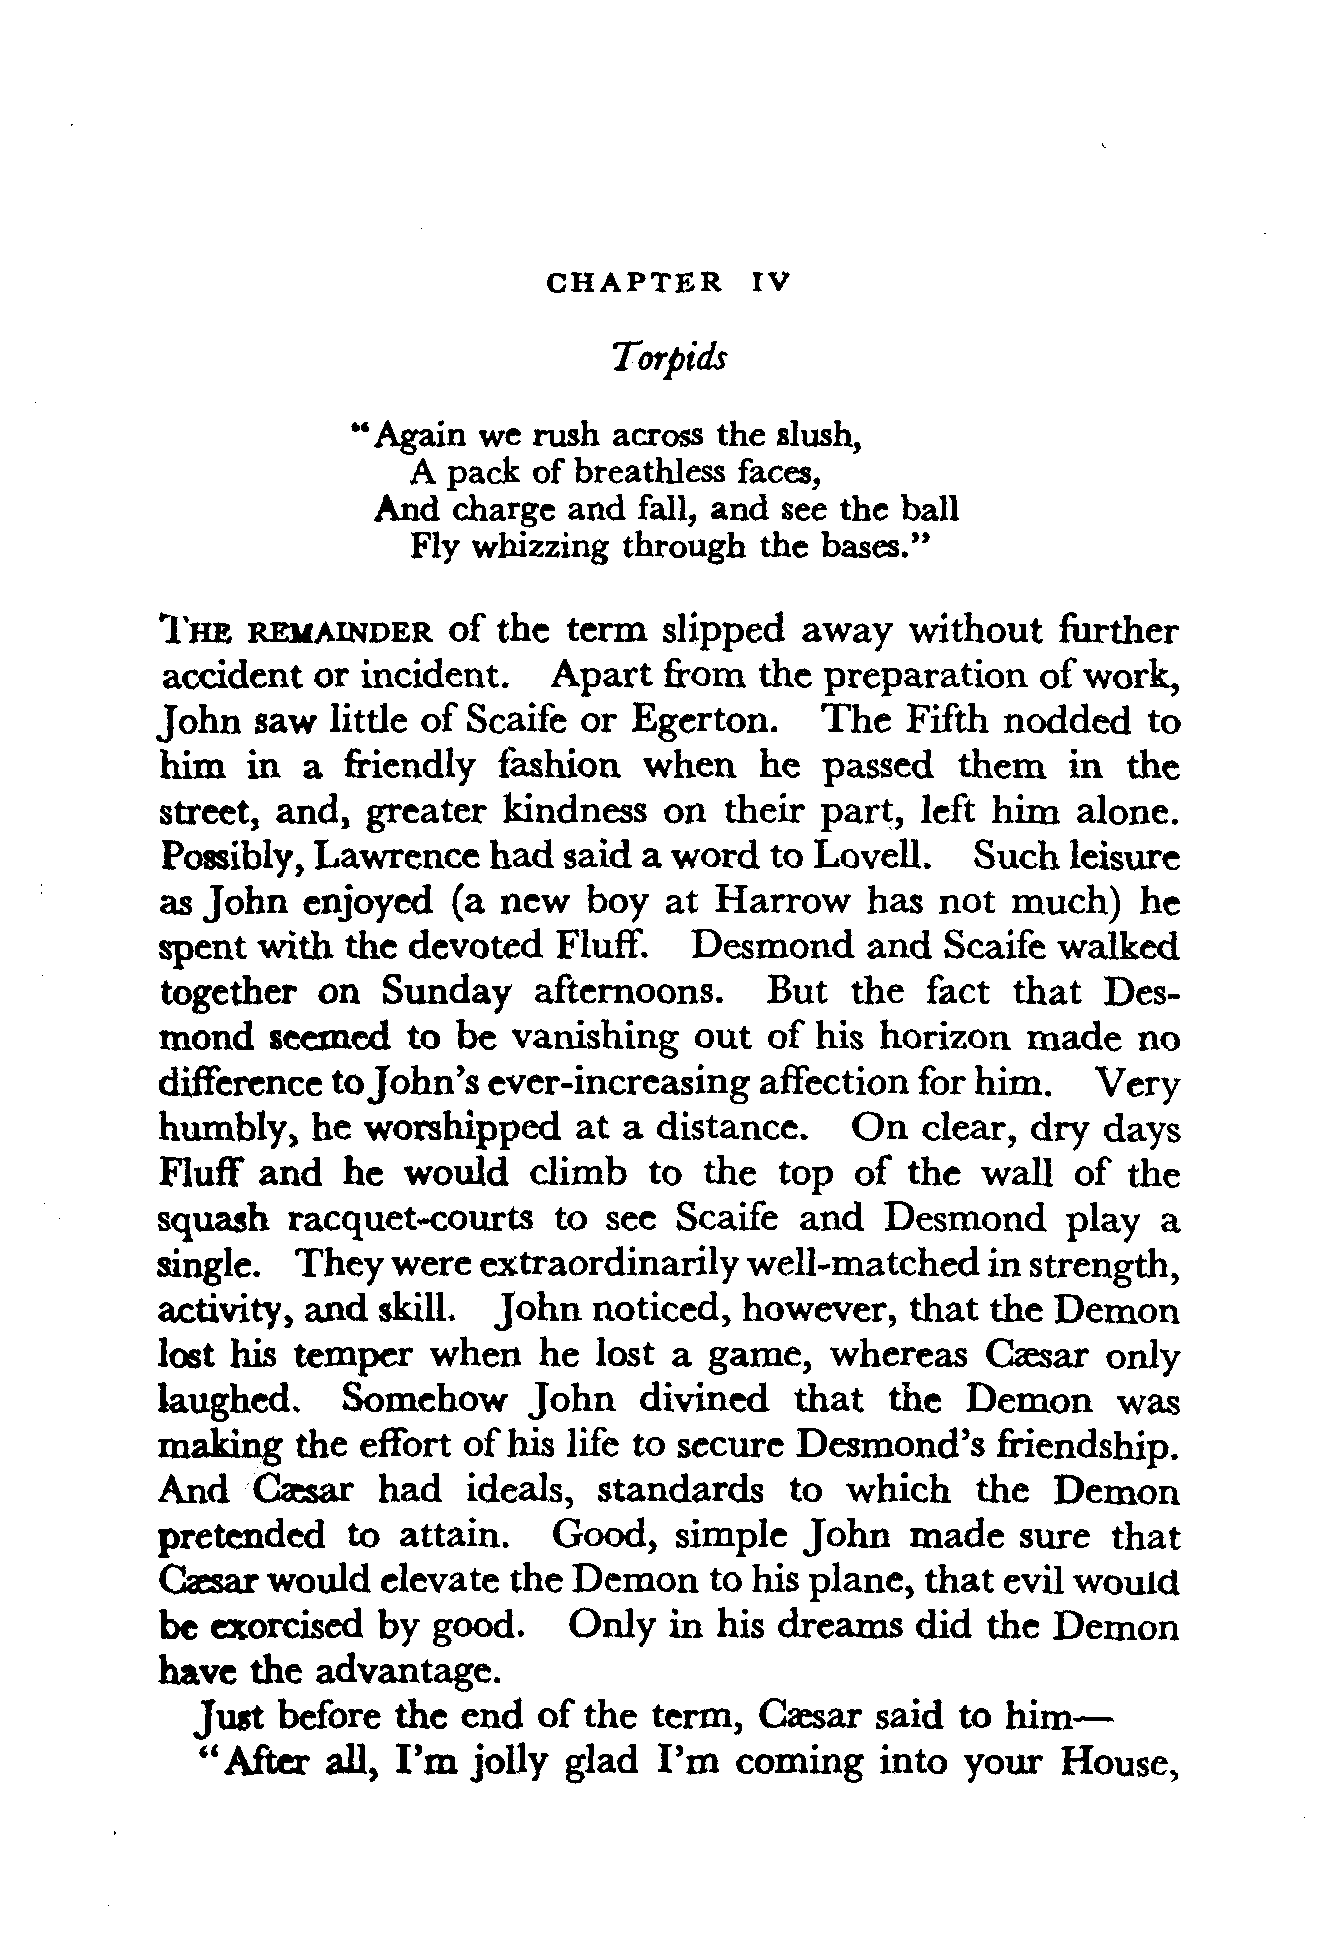 CHAPTER IV
Torpids
"Again we rush across the slush,
A pack of breathless faces,
And charge and fall, and see the ball
Fly whizzing through the bases."
THE REMAINDER of the term slipped away without further
accident or incident. Apart from the preparation of work,
John saw little of Scaife or Egerton. The Fifth nodded to
him in a friendly fashion when he passed them in the
street, and, greater kindness on their part, left him alone.
Possibly, Lawrence had said a word to Lovell. Such leisure
as John enjoyed (a new boy at Harrow has not much) he
spent with the devoted Fluff. Desmond and Scaife walked
together on Sunday afternoons. But the fact that Des-
mond seemed to be vanishing out of his horizon made no
difference to John's ever-increasing affection for him. Very
humbly, he worshipped at a distance. On clear, dry days
Fluff and he would climb to the top of the wall of the
squash racquet-courts to see Scaife and Desmond play a
single. They were extraordinarily well-matched in strength,
activity, and skill. John noticed, however, that the Demon
lost his temper when he lost a game, whereas Cæsar only
laughed. Somehow John divined that the Demon was
making the effort of his life to secure Desmond's friendship.
And Cæsar had ideals, standards to which the Demon
pretended to attain. Good, simple John made sure that
Cæsar would elevate the Demon to his plane, that evil would
be exorcised by good. Only in his dreams did the Demon
have the advantage.
Just before the end of the term, Cæsar said to him—
"After all, I'm jolly glad I'm coming into your House,